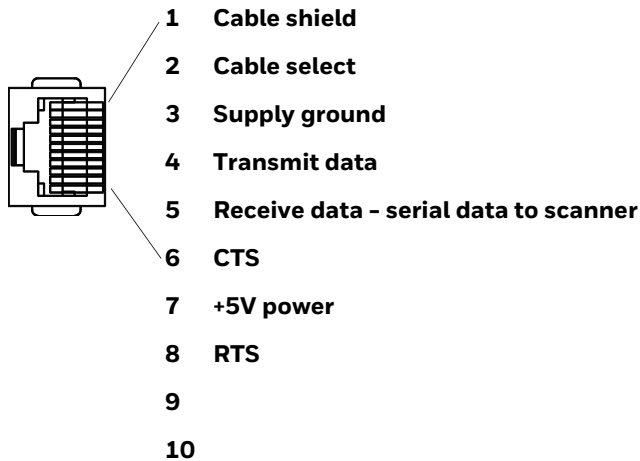 1 Cable shield
2 Cable select
3 Supply ground
4 Transmit data
5 Receive data - serial data to scanner
6 CTS
7 +5V power
8 RTS
9
10